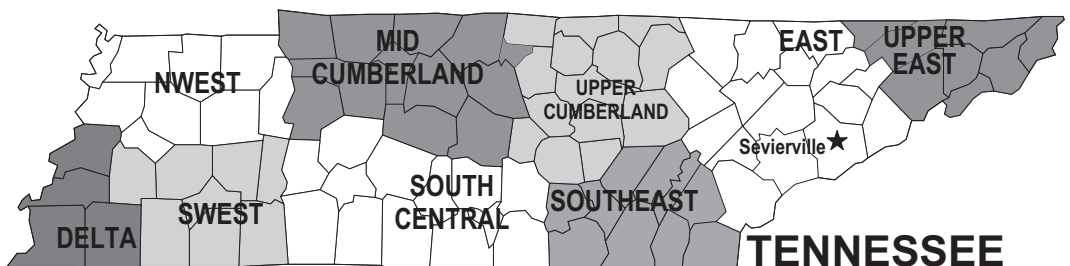 NWEST
MID
CUMBERLAND
UPPER
CUMBERLAND
EAST
UPPER
EAST
Sevierville
SOUTH
CENTRAL
SOUTHEAST
SWEST
DELTA
TENNESSEE